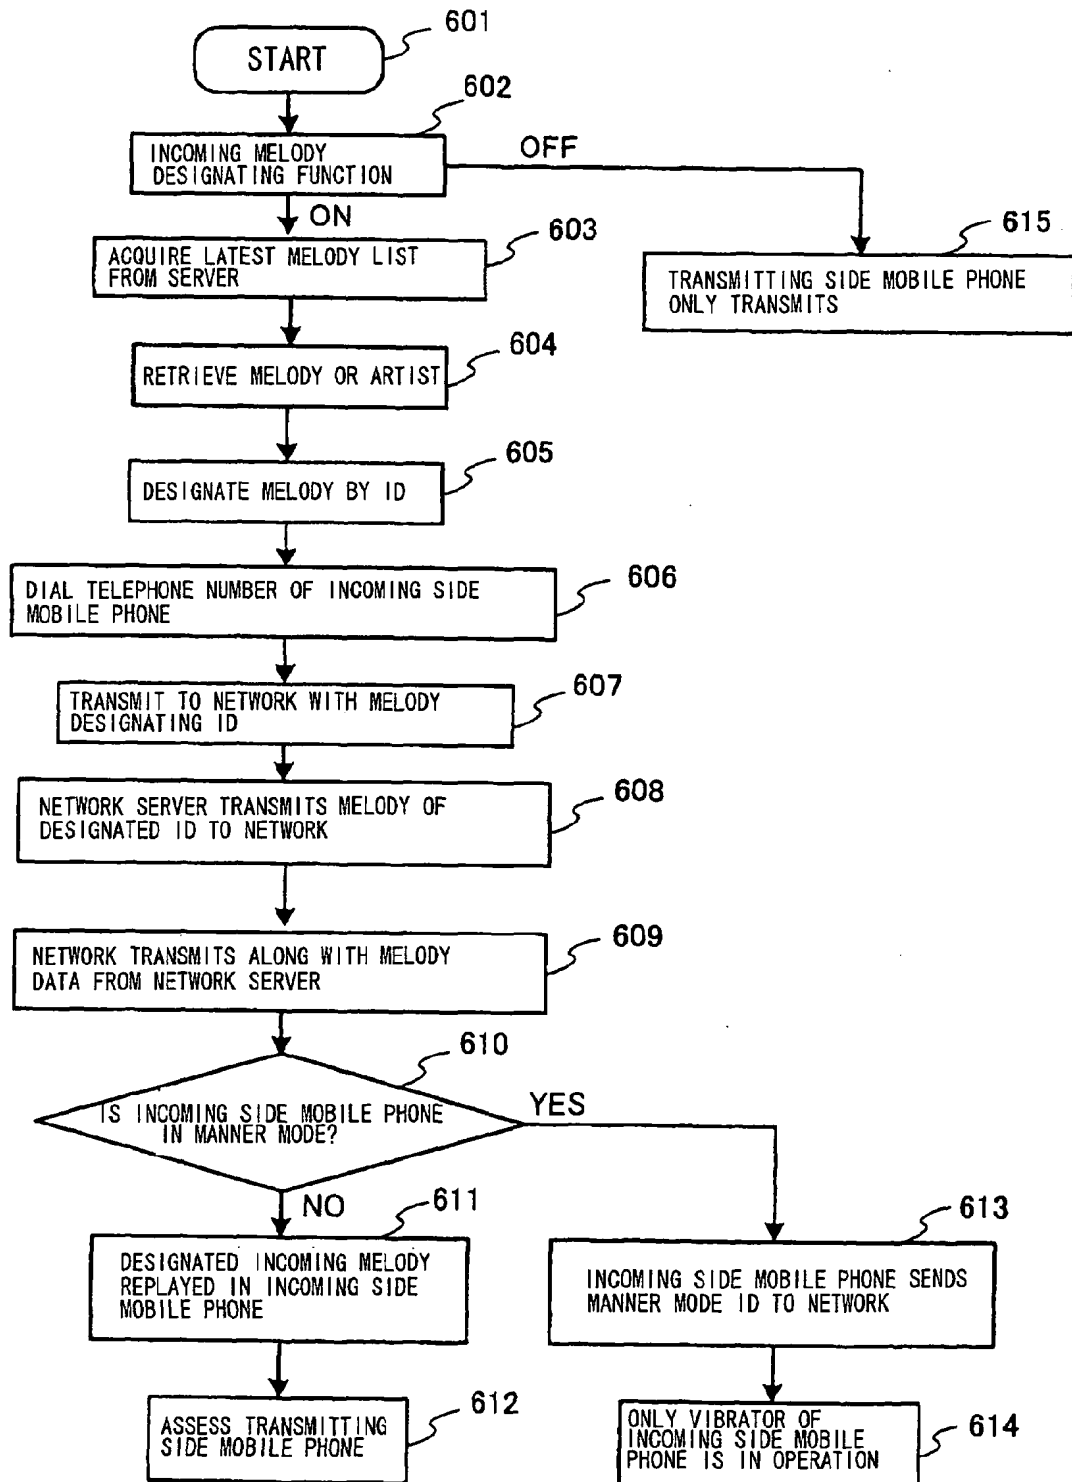 START
601
602
INCOMING MELODY
DESIGNATING FUNCTION
OFF
ON
603
ACQUIRE LATEST MELODY LIST
FROM SERVER
615
TRANSMITTING SIDE MOBILE PHONE
ONLY TRANSMITS
604
RETRIEVE MELODY OR ARTIST
605
DESIGNATE MELODY BY ID
606
DIAL TELEPHONE NUMBER OF INCOMING SIDE
MOBILE PHONE
607
TRANSMIT TO NETWORK WITH MELODY
DESIGNATING ID
608
NETWORK SERVER TRANSMITS MELODY OF
DESIGNATED ID TO NETWORK
609
NETWORK TRANSMITS ALONG WITH MELODY
DATA FROM NETWORK SERVER
610
IS INCOMING SIDE MOBILE PHONE
IN MANNER MODE?
YES
NO
611
DESIGNATED INCOMING MELODY
REPLAYED IN INCOMING SIDE
MOBILE PHONE
613
INCOMING SIDE MOBILE PHONE SENDS
MANNER MODE ID TO NETWORK
612
ASSESS TRANSMITTING
SIDE MOBILE PHONE
614
ONLY VIBRATOR OF
INCOMING SIDE MOBILE
PHONE IS IN OPERATION